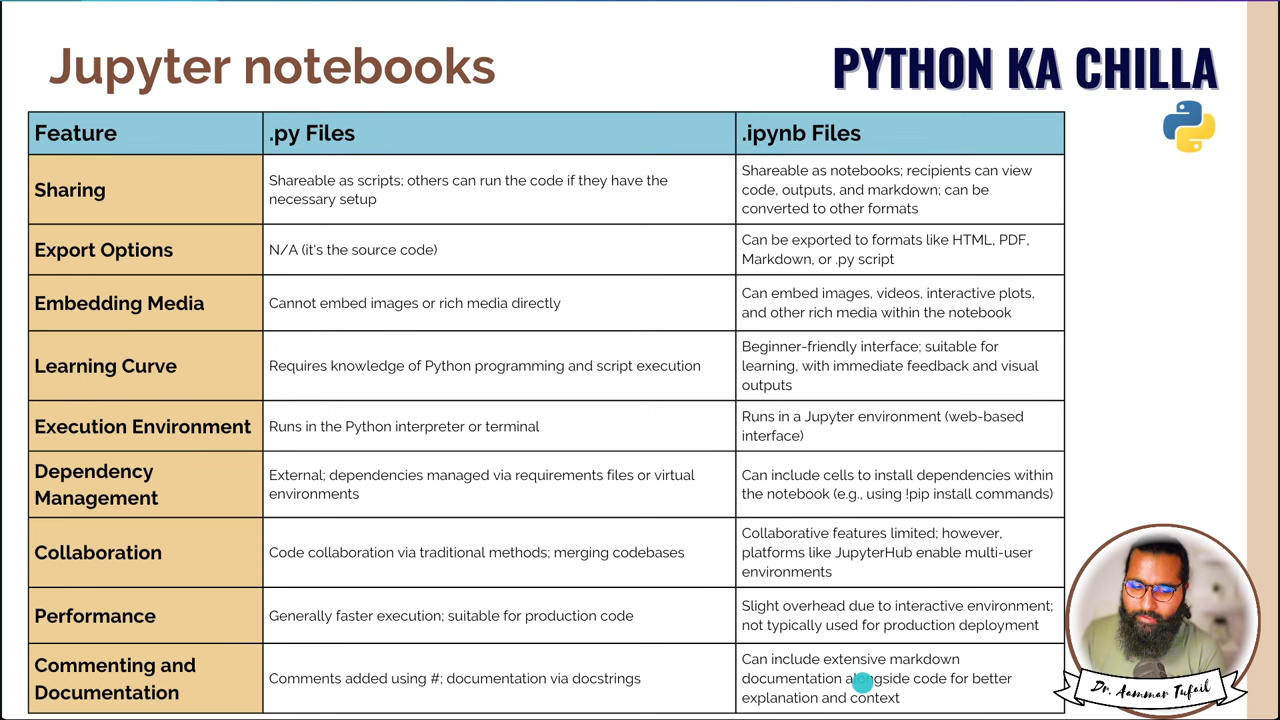 Jupyter notebooks
PYTHON KA CHILLA
Feature
.py Files
.ipynb Files
Sharing
Shareable as scripts; others can run the code if they have the
necessary setup
Shareable as notebooks; recipients can view
code, outputs, and markdown; can be
converted to other formats
Export Options
N/A (it's the source code)
Can be exported to formats like HTML, PDF,
Markdown, or .py script
Embedding Media
Cannot embed images or rich media directly
Can embed images, videos, interactive plots,
and other rich media within the notebook
Learning Curve
Requires knowledge of Python programming and script execution
Beginner-friendly interface; suitable for
learning, with immediate feedback and visual
outputs
Execution Environment
Runs in the Python interpreter or terminal
Runs in a Jupyter environment (web-based
interface)
Dependency
Management
External; dependencies managed via requirements files or virtual
environments
Can include cells to install dependencies within
the notebook (e.g., using !pip install commands)
Collaboration
Code collaboration via traditional methods; merging codebases
Collaborative features limited; however,
platforms like JupyterHub enable multi-user
environments
Performance
Generally faster execution; suitable for production code
Slight overhead due to interactive environment;
not typically used for production deployment
Commenting and
Documentation
Comments added using #; documentation via docstrings
Can include extensive markdown
documentation alongside code for better
explanation and context
Dr. Aammar Tufail